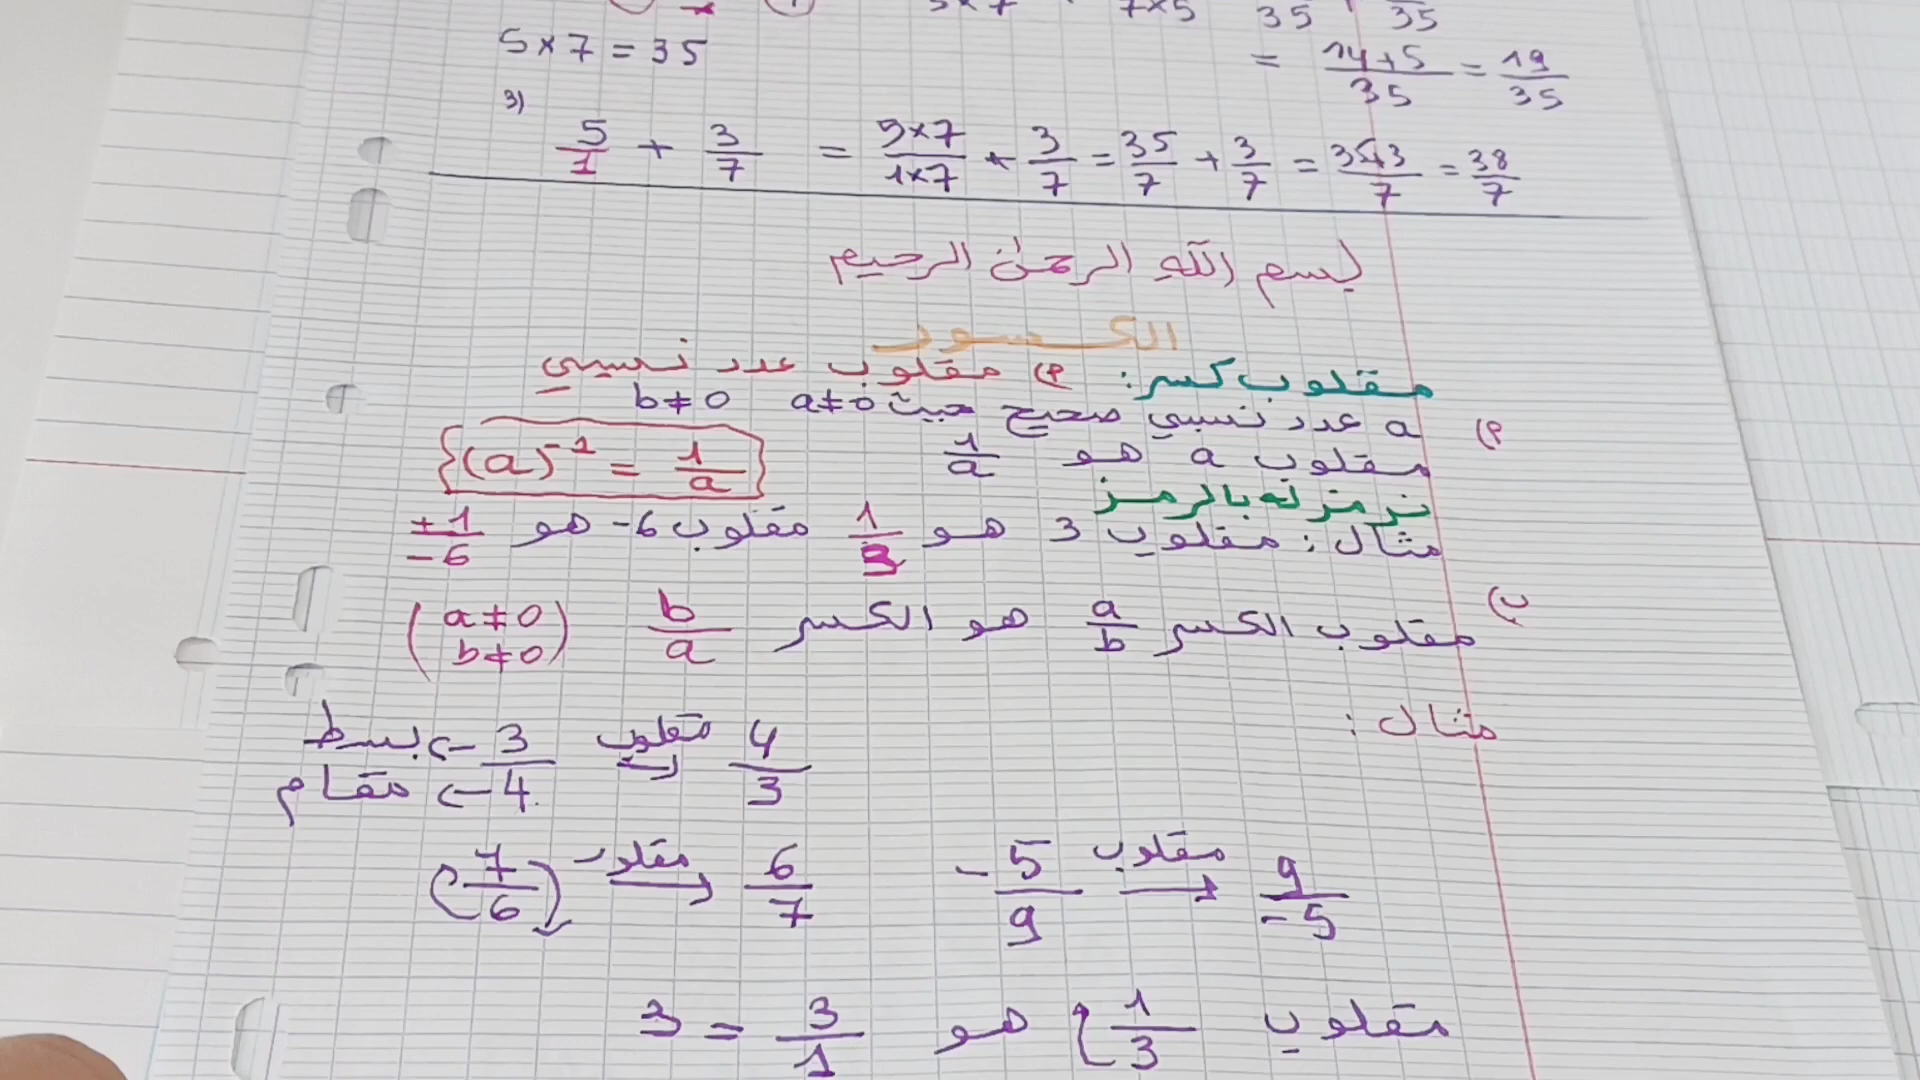 5 × 7 = 35
= 14+5/35 = 19/35
3) 5/1 + 3/7 = 5×7/1×7 + 3/7 = 35/7 + 3/7 = 35+3/7 = 38/7
بسم الله الرحمن الرحيم
الكسور
مقلوب كسر: أ) مقلوب عدد نسبي
أ) a عدد نسبي صحيح حيث a≠0 b≠0
مقلوب a هو 1/a {(a)⁻¹ = 1/a}
نرمز له بالرمز
مثال: مقلوب 3 هو 1/3 مقلوب -6 هو +1/-6
ب) مقلوب الكسر a/b هو الكسر b/a (a≠0 b≠0)
مثال:
4/3 مقلوب 3/4 بسط مقام
9/-5 مقلوب -5/9 6/7 مقلوب (7/6)
مقلوب 1/3 هو 3/1 = 3